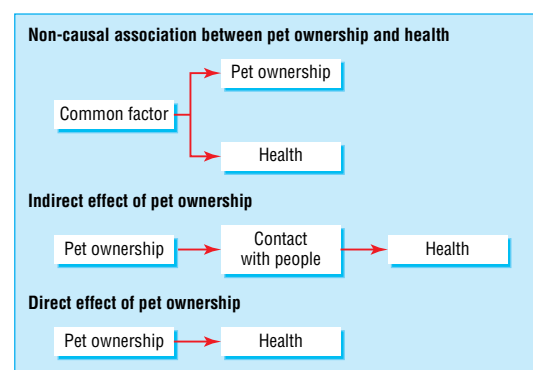 Non-causal association between pet ownership and health
Pet ownership
Common factor
Health
Indirect effect of pet ownership
Pet ownership
Contact
with people
Health
Direct effect of pet ownership
Pet ownership
Health